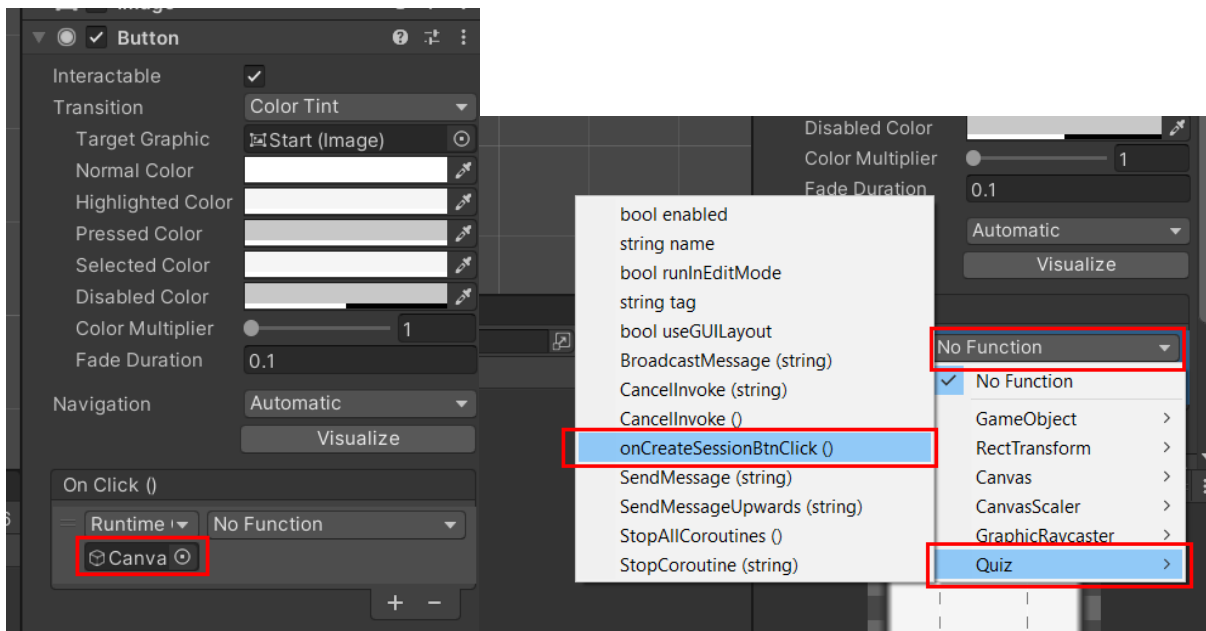 Button
Interactable
Transition
Color Tint
Target Graphic
Start (Image)
Normal Color
Highlighted Color
Pressed Color
Selected Color
Disabled Color
Color Multiplier
1
Fade Duration
0.1
Navigation
Automatic
Visualize
On Click ()
Runtime
No Function
Canva
+ −
Disabled Color
Color Multiplier
1
Fade Duration
0.1
Automatic
Visualize
bool enabled
string name
bool runInEditMode
string tag
bool useGUILayout
BroadcastMessage (string)
CancelInvoke (string)
CancelInvoke ()
onCreateSessionBtnClick ()
SendMessage (string)
SendMessageUpwards (string)
StopAllCoroutines ()
StopCoroutine (string)
No Function
No Function
GameObject
RectTransform
Canvas
CanvasScaler
GraphicRaycaster
Quiz